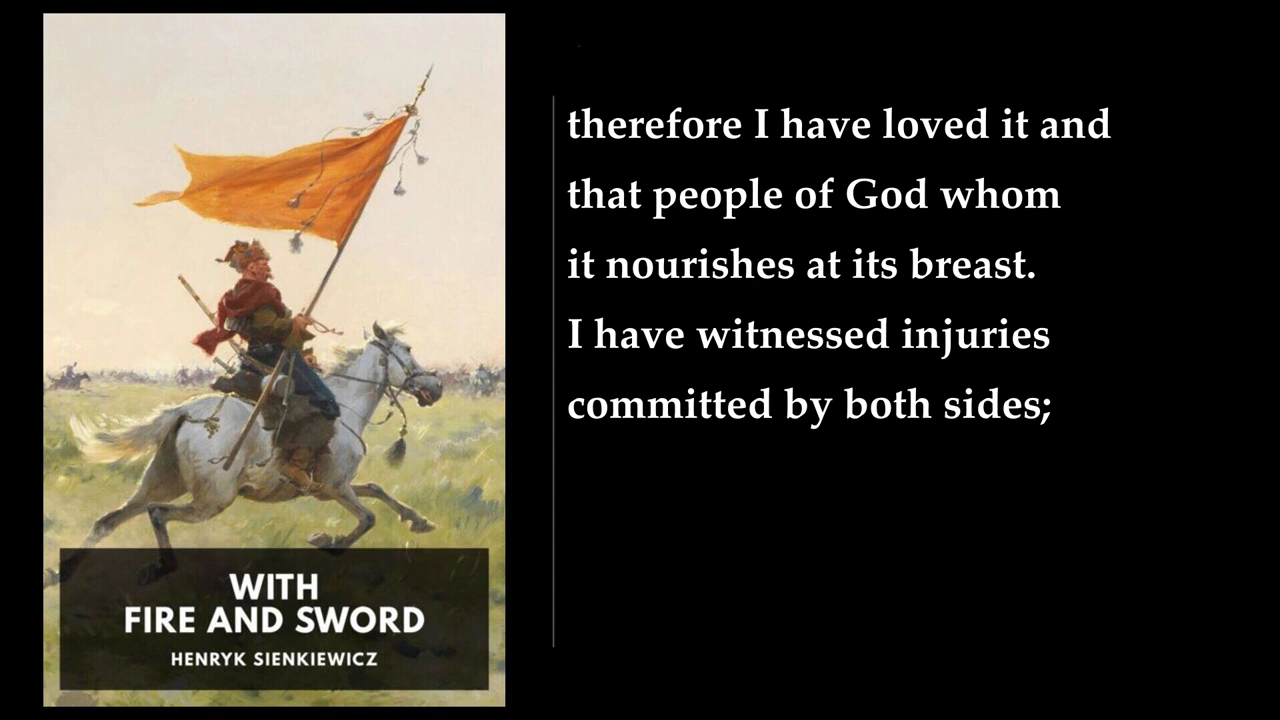 therefore I have loved it and
that people of God whom
it nourishes at its breast.
I have witnessed injuries
committed by both sides;
WITH
FIRE AND SWORD
HENRYK SIENKIEWICZ